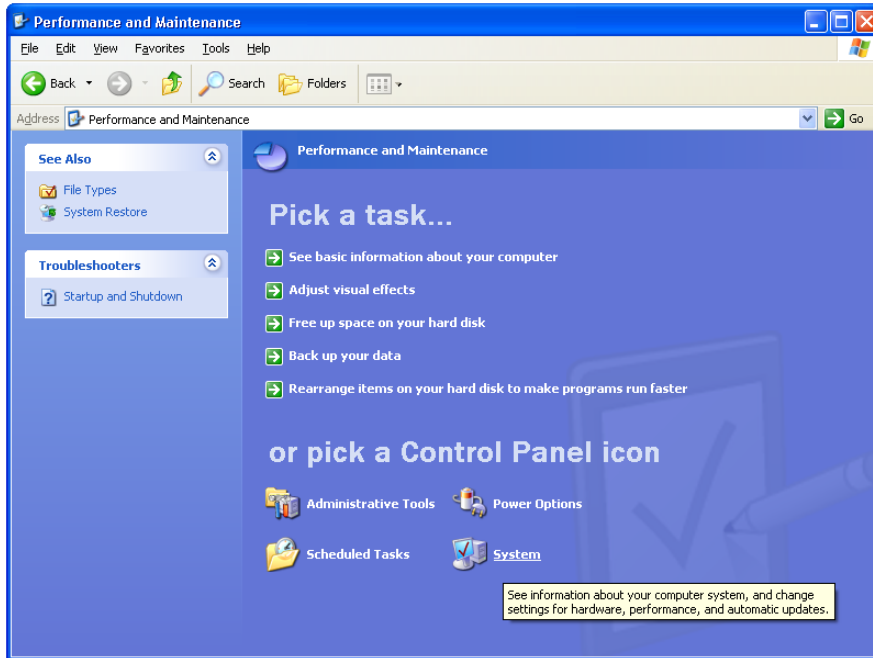 Performance and Maintenance
File Edit View Favorites Tools Help
Back Search Folders
Address Performance and Maintenance Go
See Also
File Types
System Restore
Troubleshooters
Startup and Shutdown
Performance and Maintenance
Pick a task...
See basic information about your computer
Adjust visual effects
Free up space on your hard disk
Back up your data
Rearrange items on your hard disk to make programs run faster
or pick a Control Panel icon
Administrative Tools Power Options
Scheduled Tasks System
See information about your computer system, and change
settings for hardware, performance, and automatic updates.